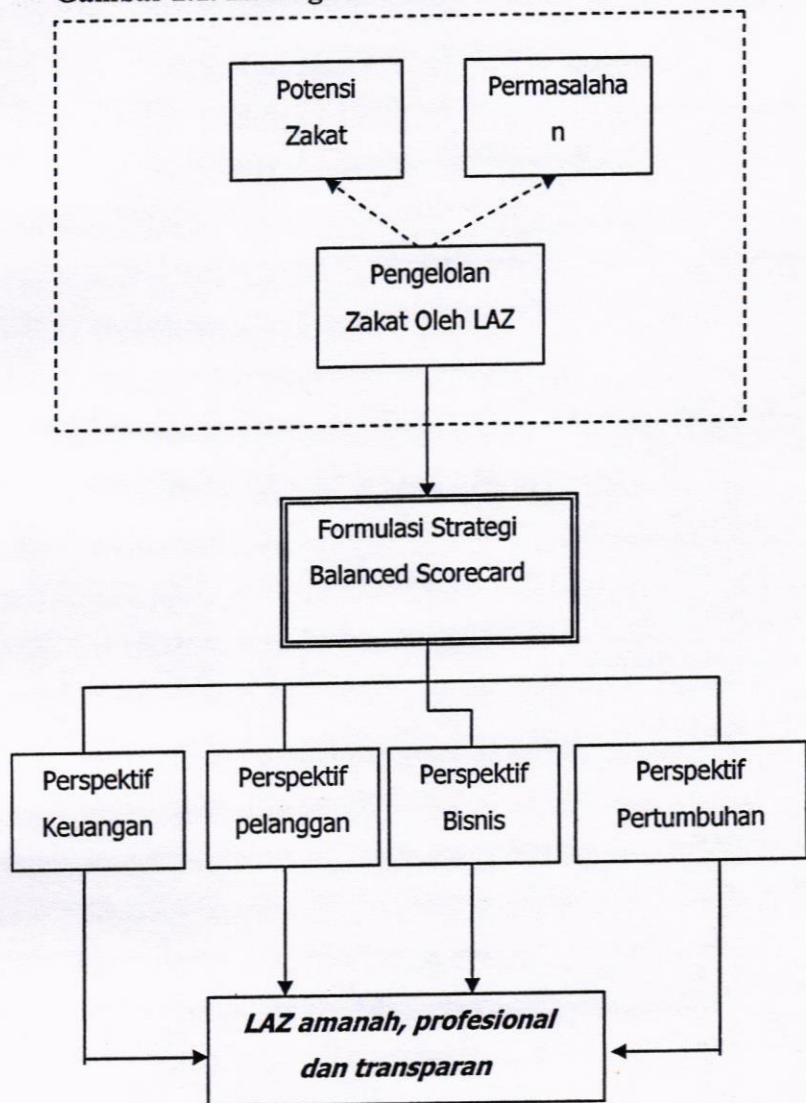 Potensi
Zakat
Permasalaha
n
Pengelolan
Zakat Oleh LAZ
Formulasi Strategi
Balanced Scorecard
Perspektif
Keuangan
Perspektif
pelanggan
Perspektif
Bisnis
Perspektif
Pertumbuhan
LAZ amanah, profesional
dan transparan